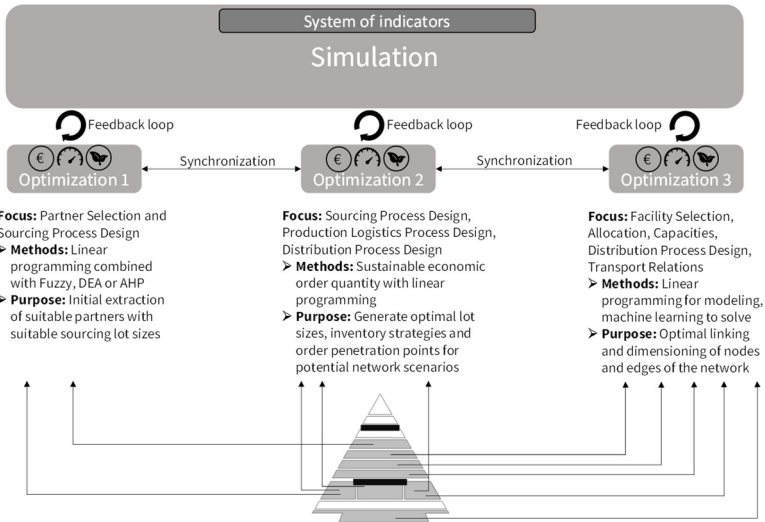 System of indicators
Simulation
Feedback loop
Feedback loop
Feedback loop
€
Optimization 1
Synchronization
€
Optimization 2
Synchronization
€
Optimization 3
Focus: Partner Selection and
Sourcing Process Design
➢ Methods: Linear
programming combined
with Fuzzy, DEA or AHP
➢ Purpose: Initial extraction
of suitable partners with
suitable sourcing lot sizes
Focus: Sourcing Process Design,
Production Logistics Process Design,
Distribution Process Design
➢ Methods: Sustainable economic
order quantity with linear
programming
➢ Purpose: Generate optimal lot
sizes, inventory strategies and
order penetration points for
potential network scenarios
Focus: Facility Selection,
Allocation, Capacities,
Distribution Process Design,
Transport Relations
➢ Methods: Linear
programming for modeling,
machine learning to solve
➢ Purpose: Optimal linking
and dimensioning of nodes
and edges of the network